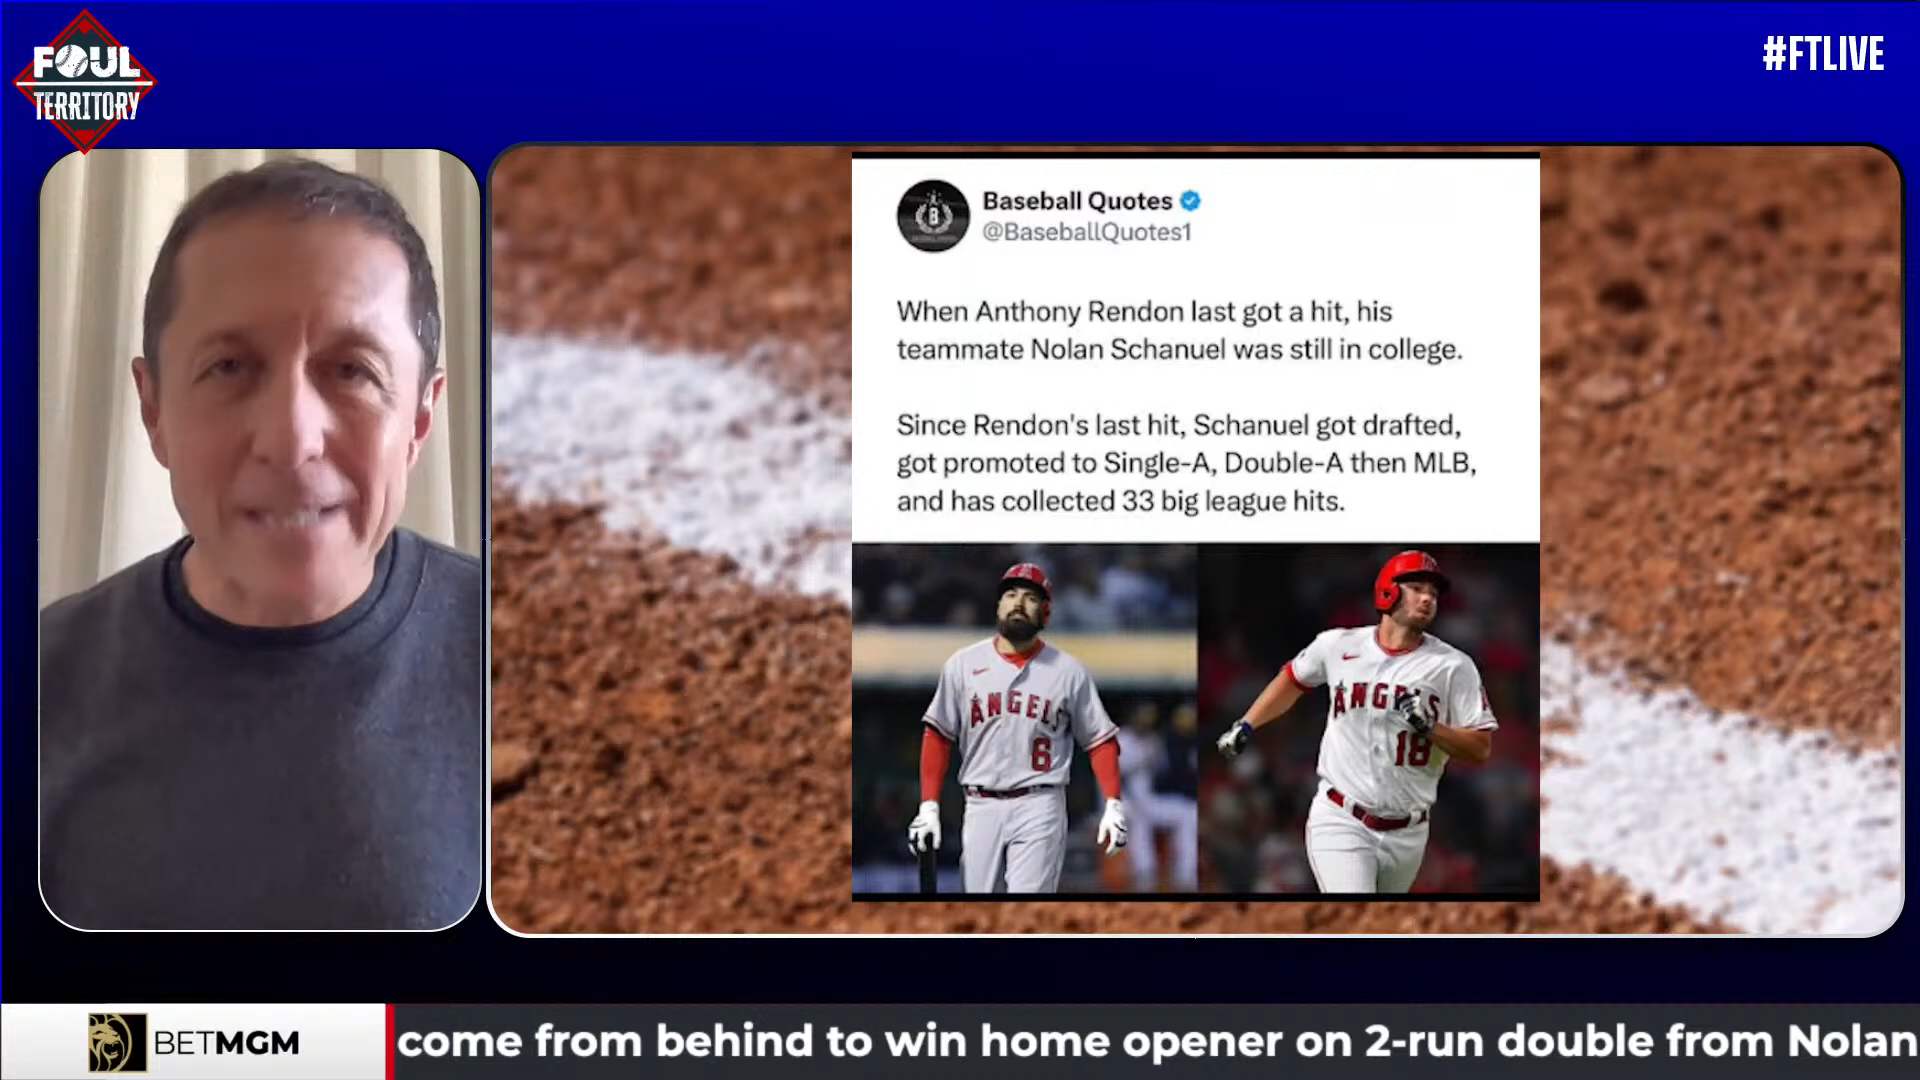 FOUL
TERRITORY
#FTLIVE
Baseball Quotes
@BaseballQuotes1
When Anthony Rendon last got a hit, his
teammate Nolan Schanuel was still in college.
Since Rendon's last hit, Schanuel got drafted,
got promoted to Single-A, Double-A then MLB,
and has collected 33 big league hits.
ANGELS
6
ANGELS
18
BETMGM
come from behind to win home opener on 2-run double from Nolan